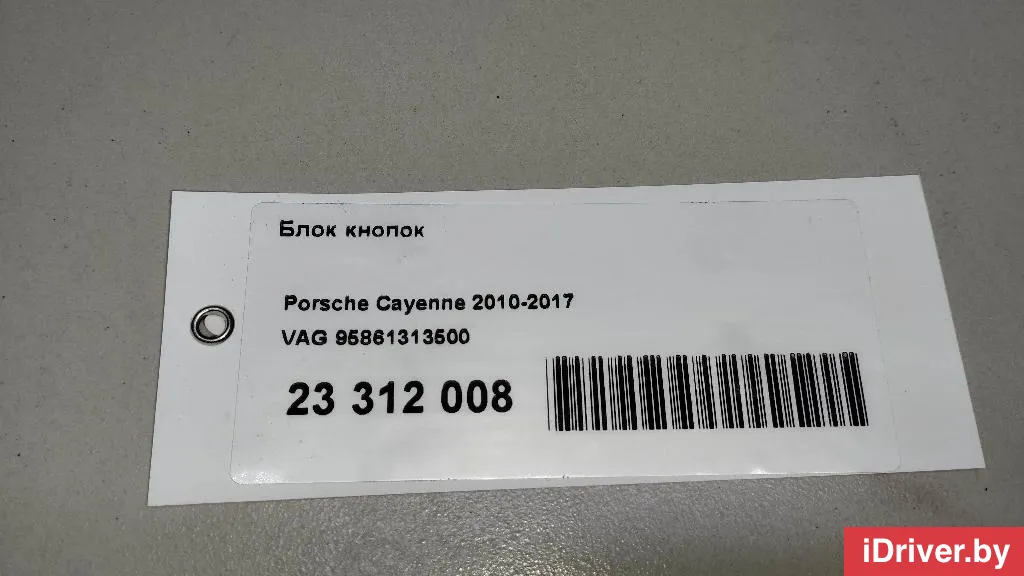 Блок кнопок
Porsche Cayenne 2010-2017
VAG 95861313500
23 312 008
iDriver.by